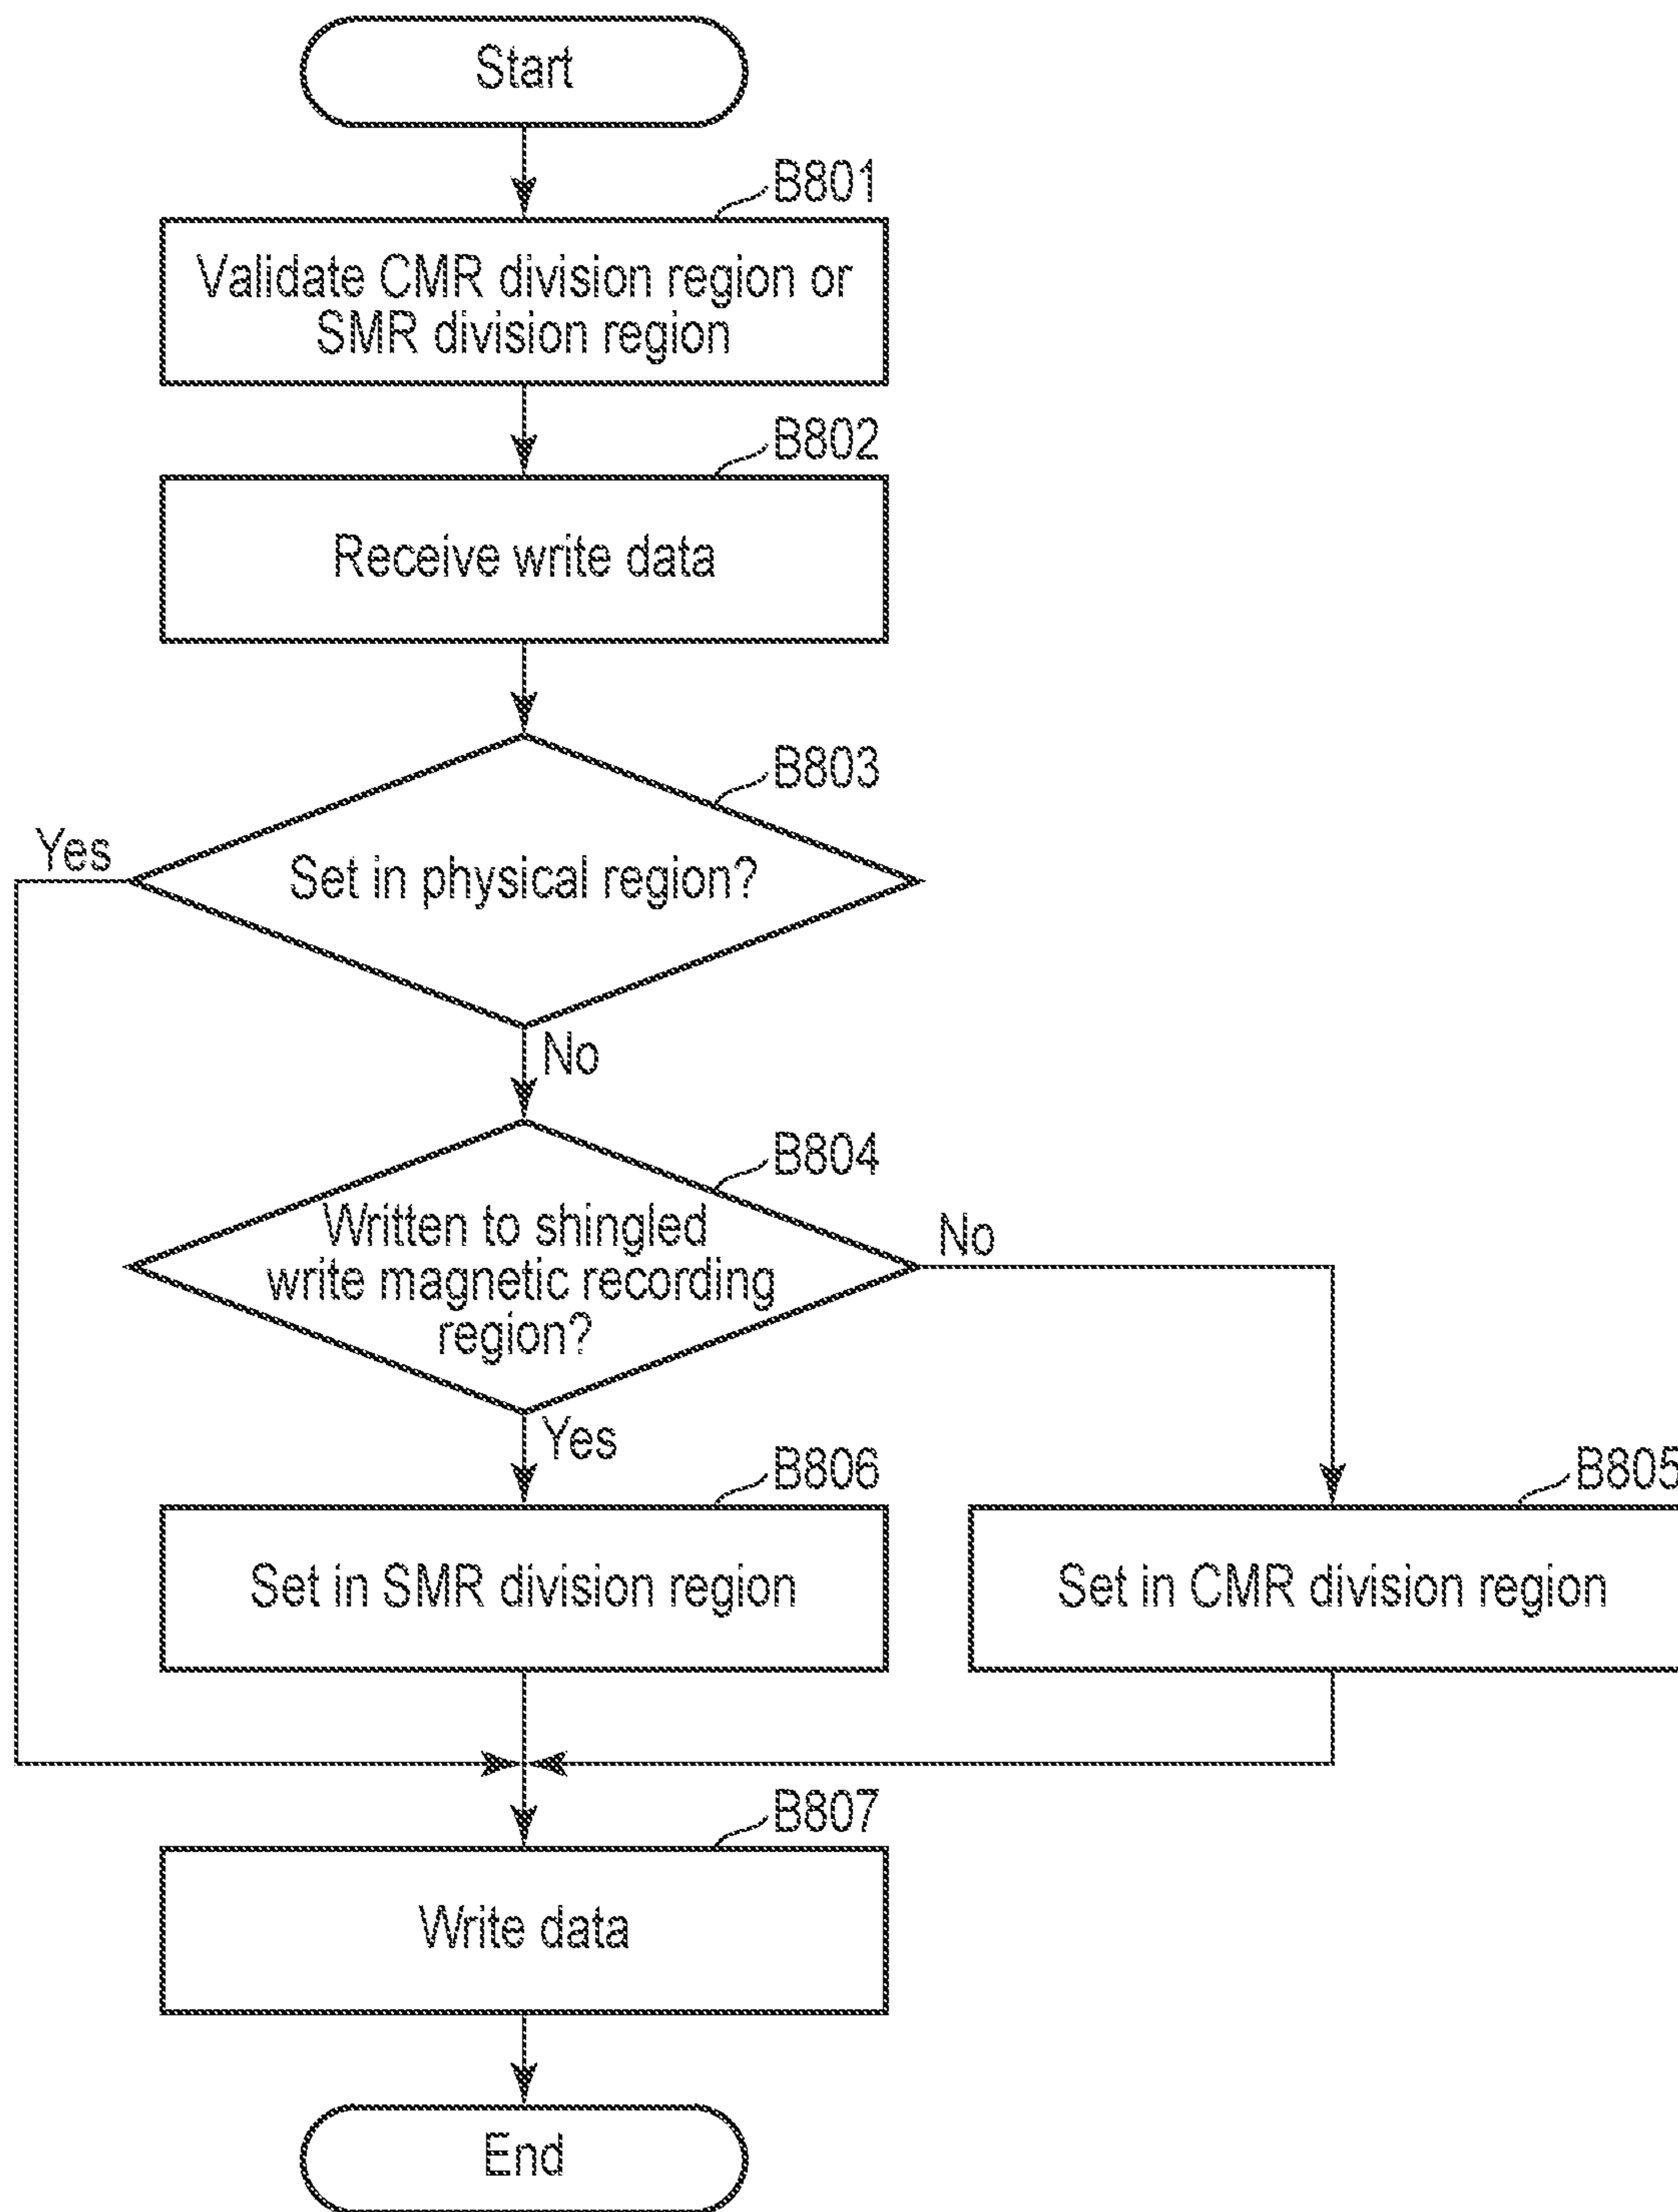 Start
B801
Validate CMR division region or
SMR division region
B802
Receive write data
B803
Yes
Set in physical region?
No
B804
Written to shingled
write magnetic recording
region?
No
Yes
B806
B805
Set in SMR division region
Set in CMR division region
B807
Write data
End